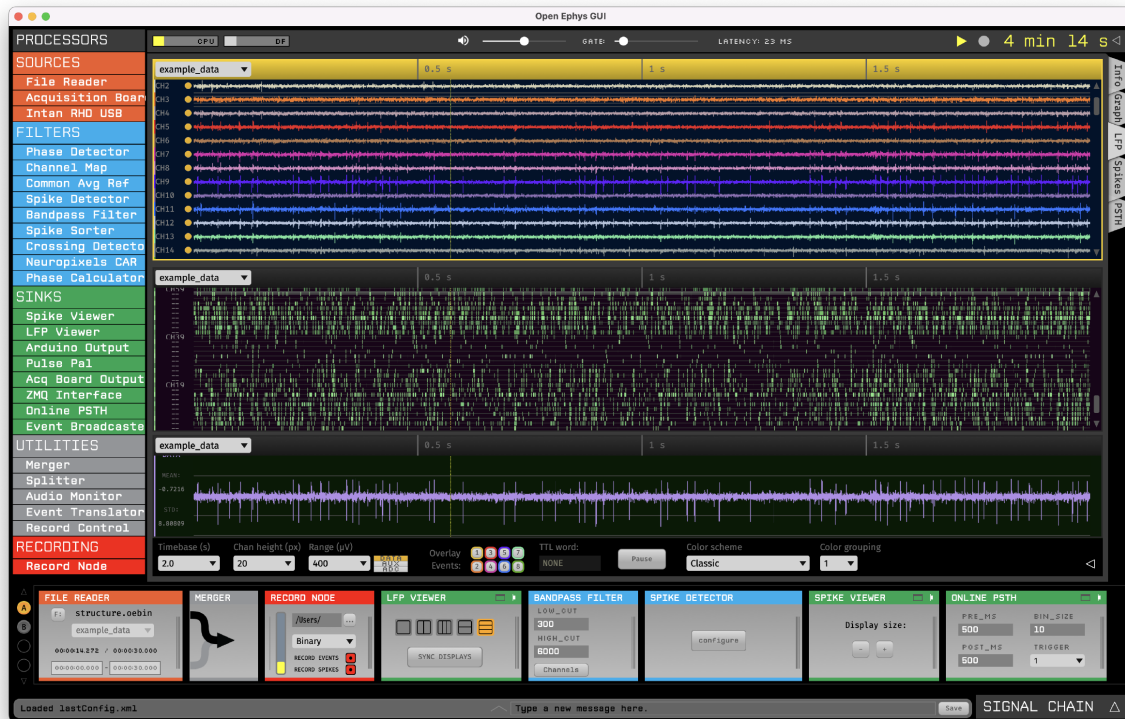 Open Ephys GUI
PROCESSORS
CPU
DF
GATE:
LATENCY: 23 MS
4 min 14 s
SOURCES
File Reader
Acquisition Boar
Intan RHD USB
FILTERS
Phase Detector
Channel Map
Common Avg Ref
Spike Detector
Bandpass Filter
Spike Sorter
Crossing Detecto
Neuropixels CAR
Phase Calculator
SINKS
Spike Viewer
LFP Viewer
Arduino Output
Pulse Pal
Acq Board Output
ZMQ Interface
Online PSTH
Event Broadcaste
UTILITIES
Merger
Splitter
Audio Monitor
Event Translator
Record Control
RECORDING
Record Node
example_data
0.5 s
1 s
1.5 s
CH2
CH3
CH4
CH5
CH6
CH7
CH8
CH9
CH10
CH11
CH12
CH13
CH14
Info
Graph
LFP
Spikes
PSTH
example_data
0.5 s
1 s
1.5 s
CH39
CH19
example_data
0.5 s
1 s
1.5 s
MEAN:
-0.7216
STD:
8.80809
Timebase (s)
Chan height (px)
Range (µV)
2.0
20
400
DATA
AUX
ADC
Overlay
Events:
1 3 5 7
2 4 6 8
TTL word:
NONE
Pause
Color scheme
Classic
Color grouping
1
A
B
FILE READER
F:
structure.oebin
example_data
00:00:14.272 / 00:00:30.000
00:00:00.000 - 00:00:30.000
MERGER
RECORD NODE
/Users/
...
Binary
RECORD EVENTS
RECORD SPIKES
LFP VIEWER
SYNC DISPLAYS
BANDPASS FILTER
LOW_CUT
300
HIGH_CUT
6000
Channels
SPIKE DETECTOR
configure
SPIKE VIEWER
Display size:
- +
ONLINE PSTH
PRE_MS
500
BIN_SIZE
10
POST_MS
500
TRIGGER
1
Loaded lastConfig.xml
Type a new message here.
Save
SIGNAL CHAIN